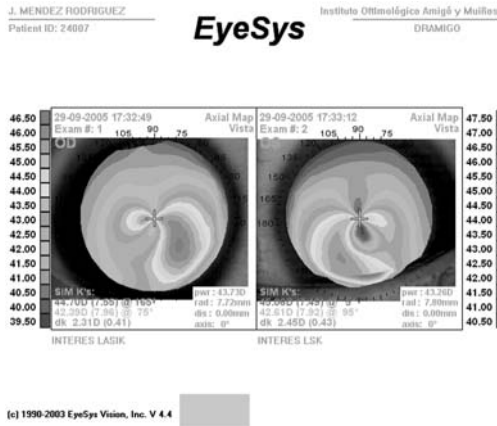 J. MENDEZ RODRIGUEZ
Patient ID: 24007
EyeSys
Instituto Oftlmológico Amigó y Muiños
DRAMIGO
46.50
46.00
45.50
45.00
44.50
44.00
43.50
43.00
42.50
42.00
41.50
41.00
40.50
40.00
39.50
29-09-2005 17:32:49 Axial Map
Exam #: 1 Vista
105 90 75
OD
SIM K's:
44.70D (7.55) @ 165°
42.39D (7.96) @ 75°
dk 2.31D (0.41)
pwr : 43.73D
rad : 7.72mm
dis : 0.00mm
axis: 0°
INTERES LASIK
29-09-2005 17:33:12 Axial Map
Exam #: 2 Vista
105 90 75
SIM K's:
45.06D (7.49) @ 5°
42.61D (7.92) @ 95°
dk 2.45D (0.43)
pwr : 43.26D
rad : 7.80mm
dis : 0.00mm
axis: 0°
INTERES LSK
47.50
47.00
46.50
46.00
45.50
45.00
44.50
44.00
43.50
43.00
42.50
42.00
41.50
41.00
40.50
(c) 1990-2003 EyeSys Vision, Inc. V 4.4